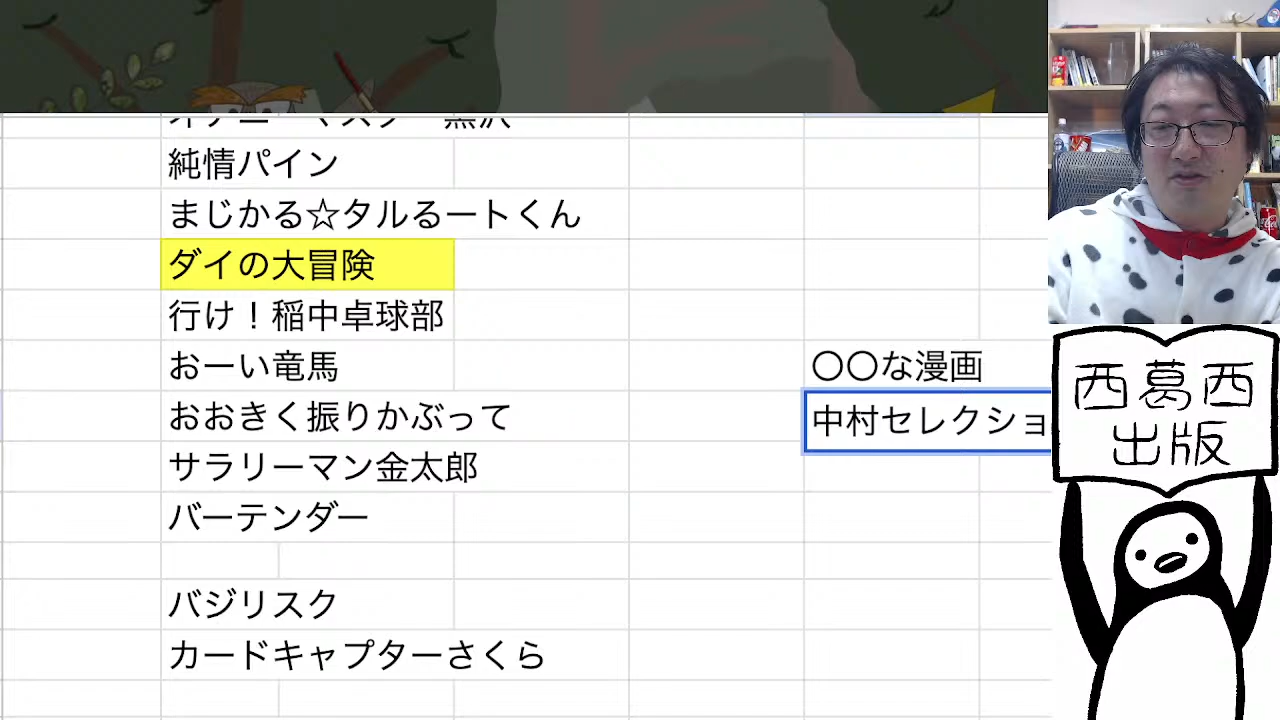 純情パイン
まじかる☆タルるートくん
ダイの大冒険
行け！稲中卓球部
おーい竜馬
〇〇な漫画
おおきく振りかぶって
中村セレクショ
サラリーマン金太郎
バーテンダー
バジリスク
カードキャプターさくら
西葛西
出版